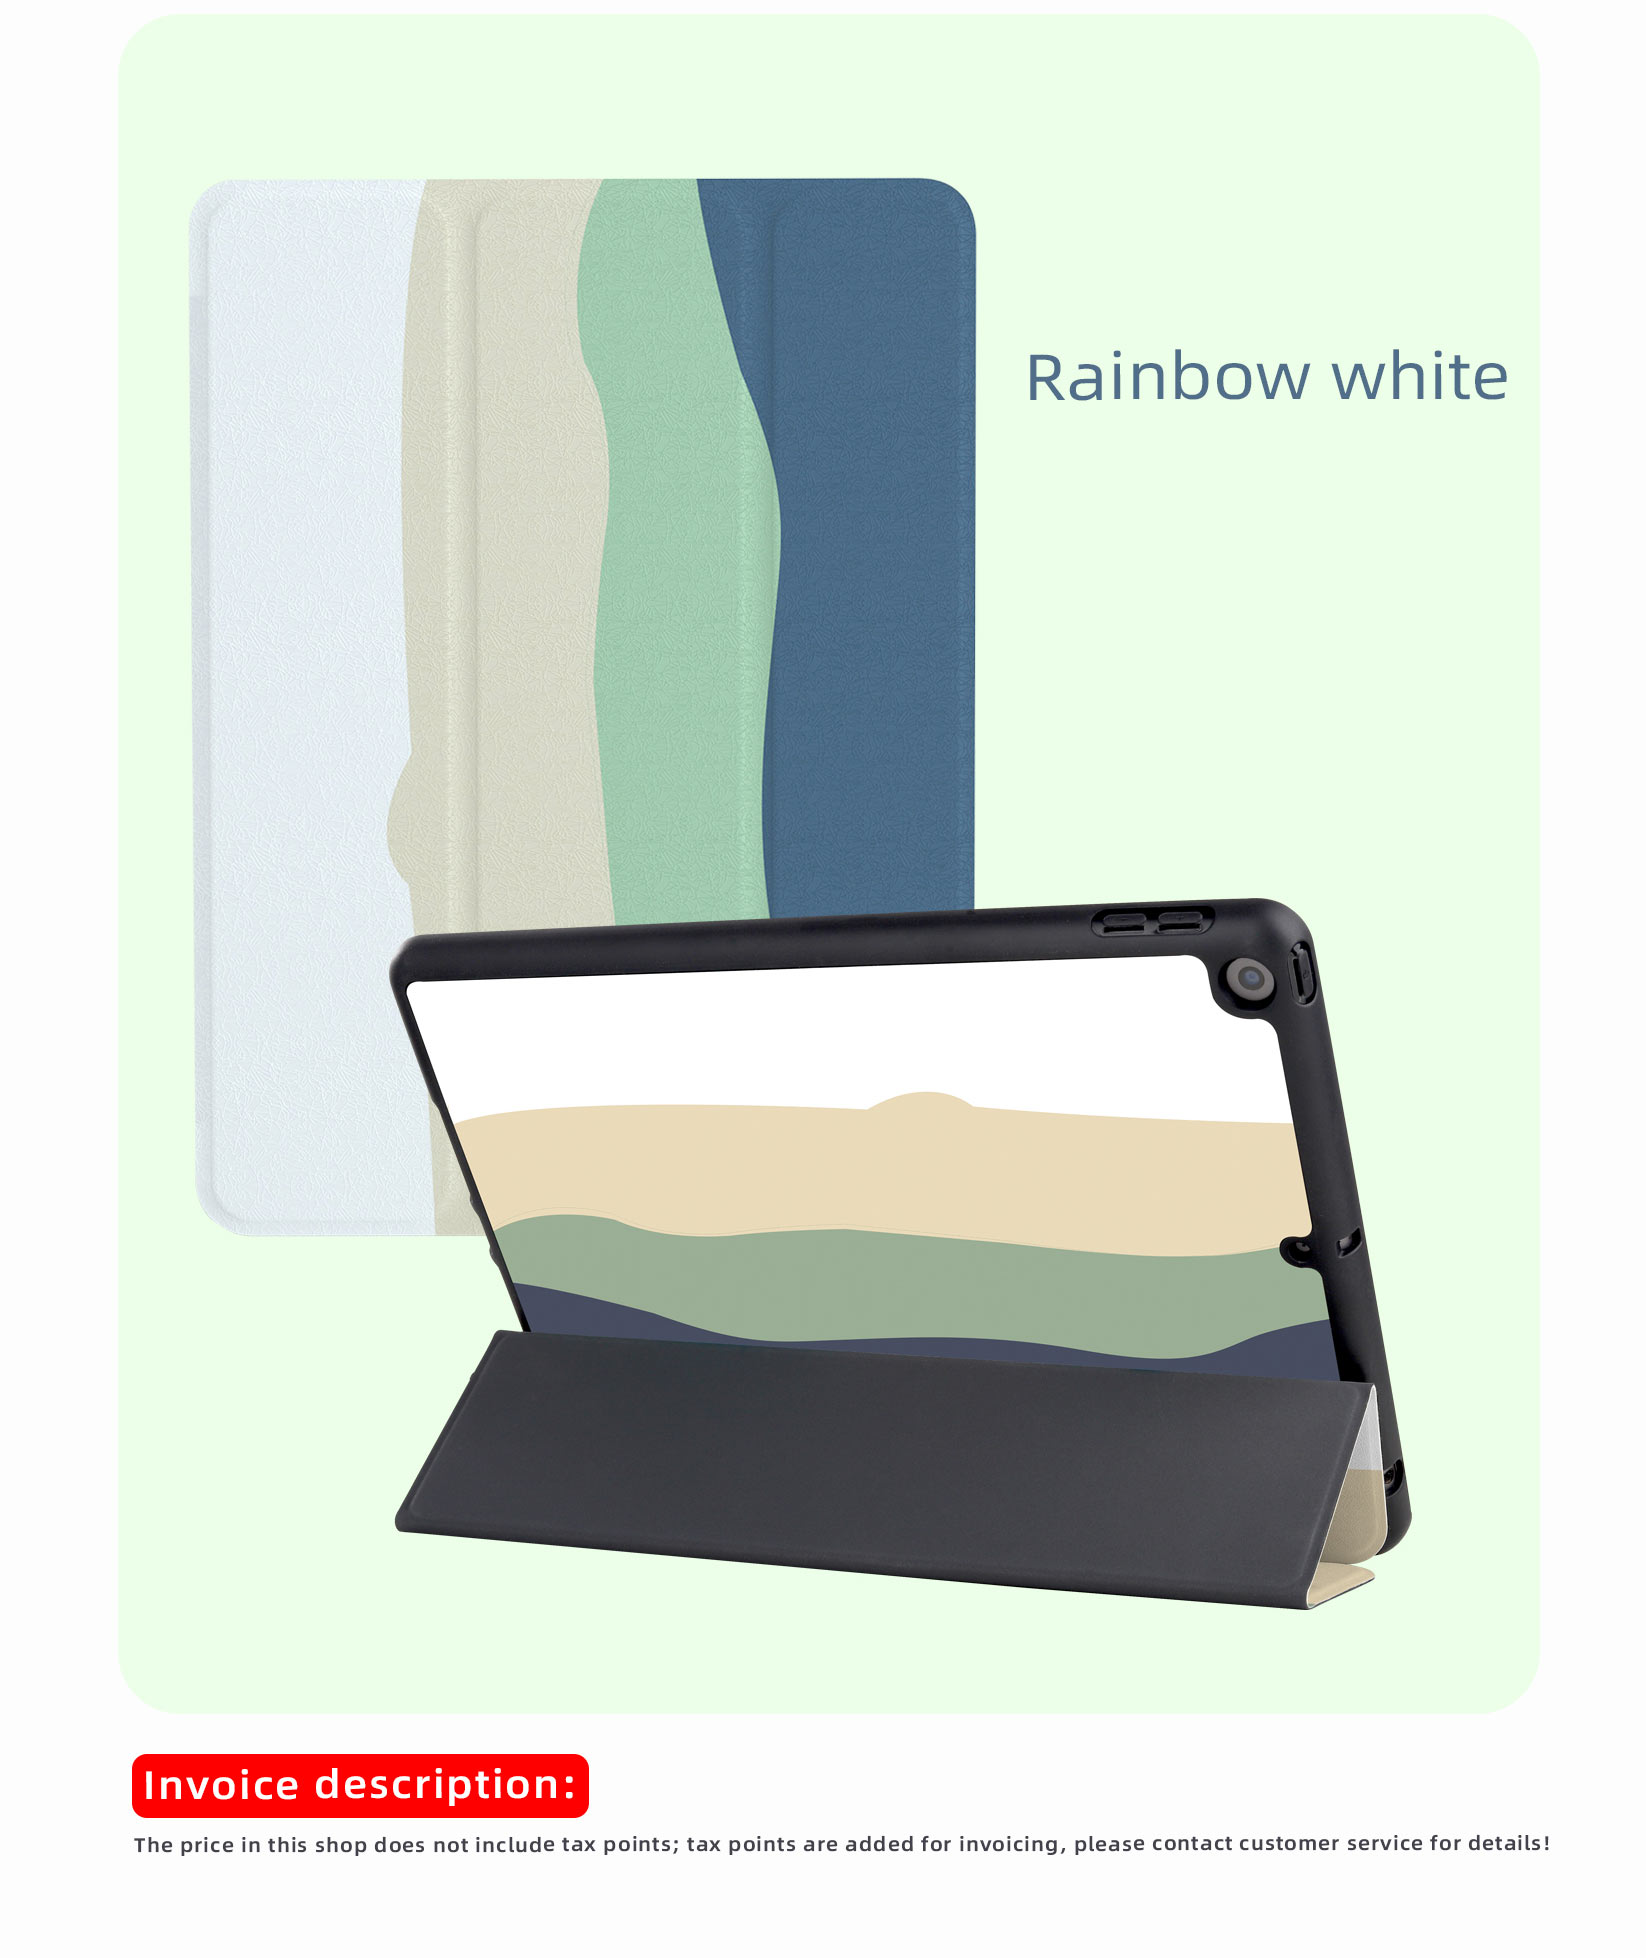 Rainbow white
Invoice description:
The price in this shop does not include tax points; tax points are added for invoicing, please contact customer service for details!